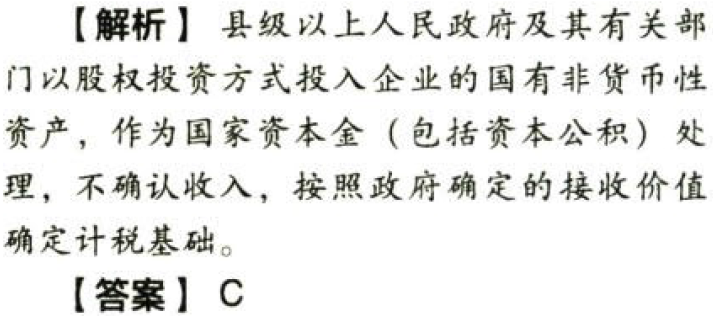 【解析】 县级以上人民政府及其有关部
门以股权投资方式投入企业的国有非货币性
资产，作为国家资本金（包括资本公积）处
理，不确认收入，按照政府确定的接收价值
确定计税基础。
【答案】 C